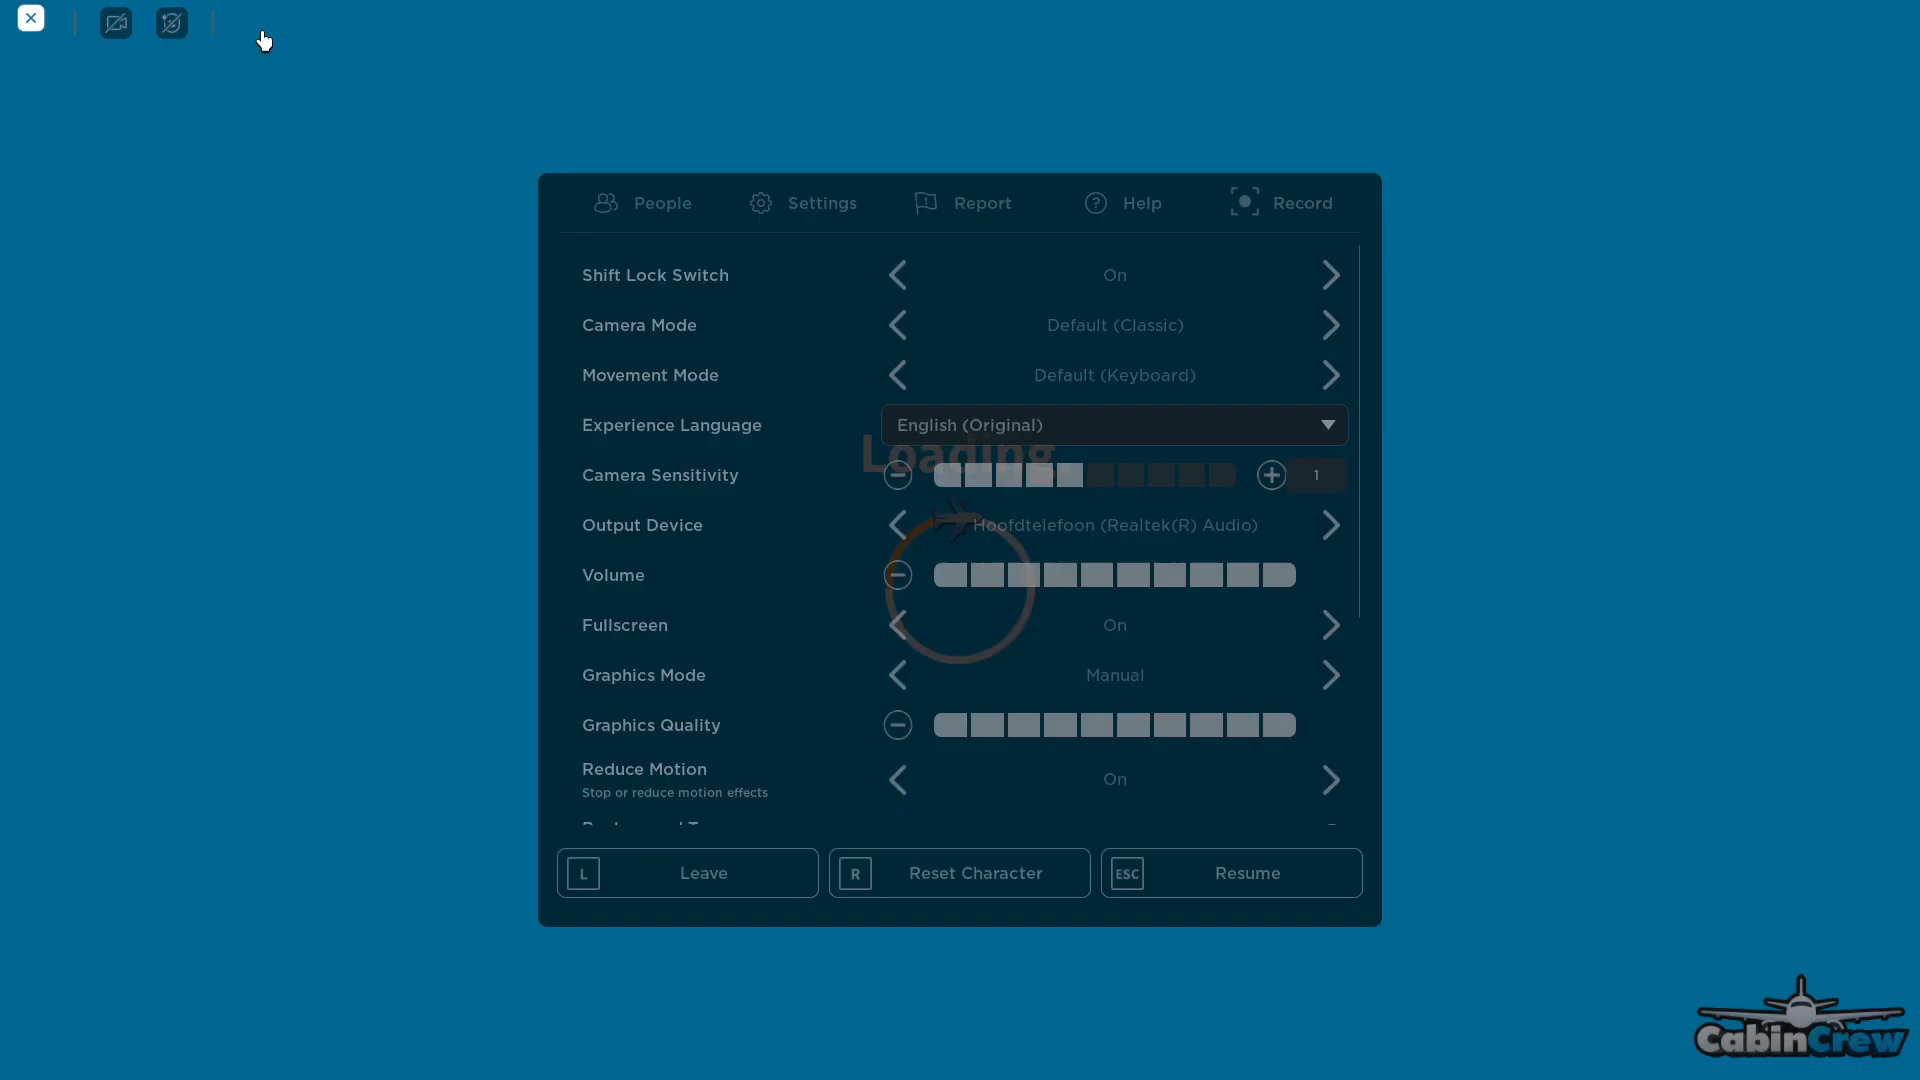 People
Settings
Report
Help
Record
Shift Lock Switch
On
Camera Mode
Default (Classic)
Movement Mode
Default (Keyboard)
Experience Language
English (Original)
Loading
Camera Sensitivity
1
Output Device
Hoofdtelefoon (Realtek(R) Audio)
Volume
Fullscreen
On
Graphics Mode
Manual
Graphics Quality
Reduce Motion
On
Stop or reduce motion effects
L Leave
R Reset Character
ESC Resume
CabinCrew